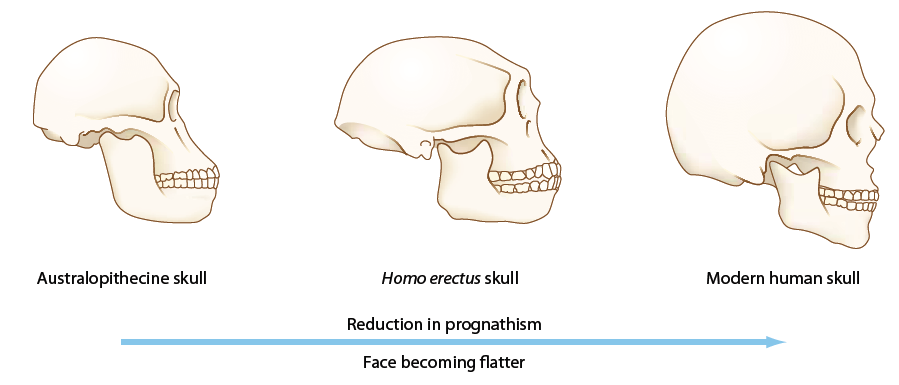 Australopithecine skull
Homo erectus skull
Modern human skull
Reduction in prognathism
Face becoming flatter